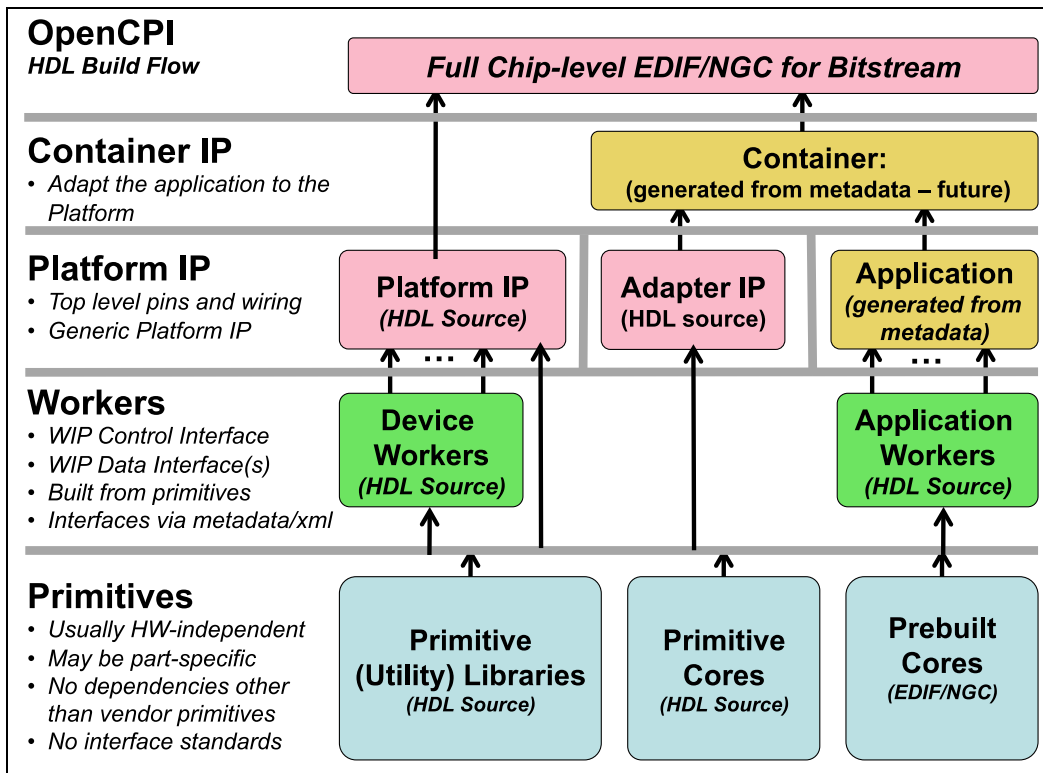 OpenCPI
HDL Build Flow
Full Chip-level EDIF/NGC for Bitstream
Container IP
• Adapt the application to the
Platform
Container:
(generated from metadata – future)
Platform IP
• Top level pins and wiring
• Generic Platform IP
Platform IP
(HDL Source)
...
Adapter IP
(HDL source)
Application
(generated from
metadata)
...
Workers
• WIP Control Interface
• WIP Data Interface(s)
• Built from primitives
• Interfaces via metadata/xml
Device
Workers
(HDL Source)
Application
Workers
(HDL Source)
Primitives
• Usually HW-independent
• May be part-specific
• No dependencies other
than vendor primitives
• No interface standards
Primitive
(Utility) Libraries
(HDL Source)
Primitive
Cores
(HDL Source)
Prebuilt
Cores
(EDIF/NGC)